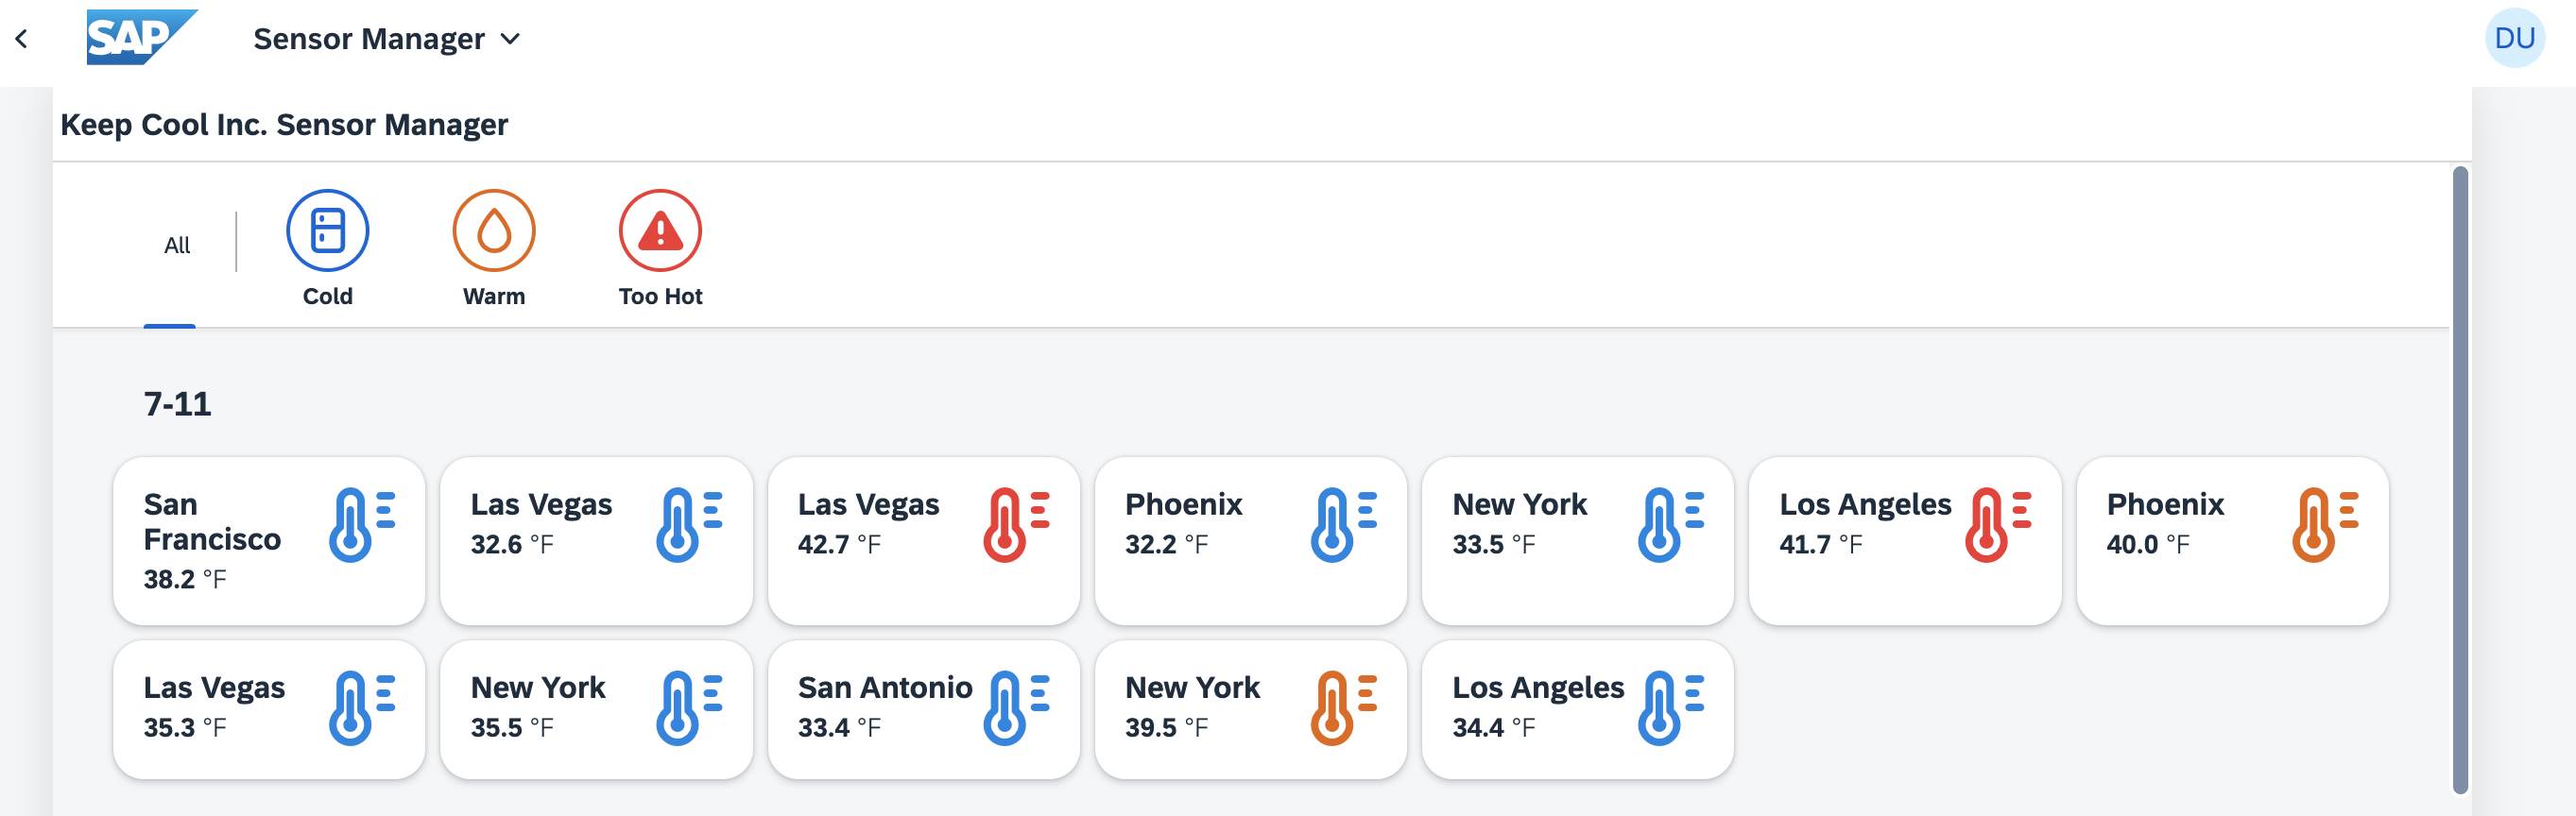 SAP
Sensor Manager
DU
Keep Cool Inc. Sensor Manager
All
Cold
Warm
Too Hot
7-11
San
Francisco
38.2 °F
Las Vegas
32.6 °F
Las Vegas
42.7 °F
Phoenix
32.2 °F
New York
33.5 °F
Los Angeles
41.7 °F
Phoenix
40.0 °F
Las Vegas
35.3 °F
New York
35.5 °F
San Antonio
33.4 °F
New York
39.5 °F
Los Angeles
34.4 °F